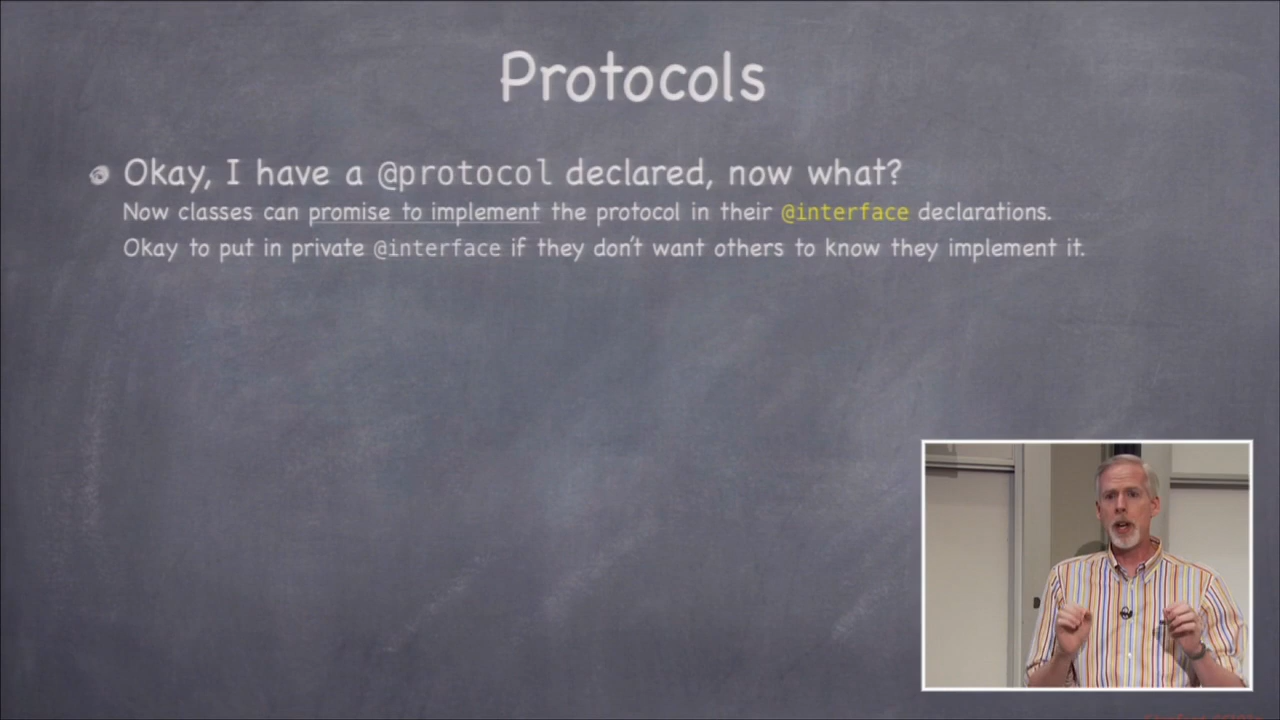 Protocols
Okay, I have a @protocol declared, now what?
Now classes can promise to implement the protocol in their @interface declarations.
Okay to put in private @interface if they don't want others to know they implement it.